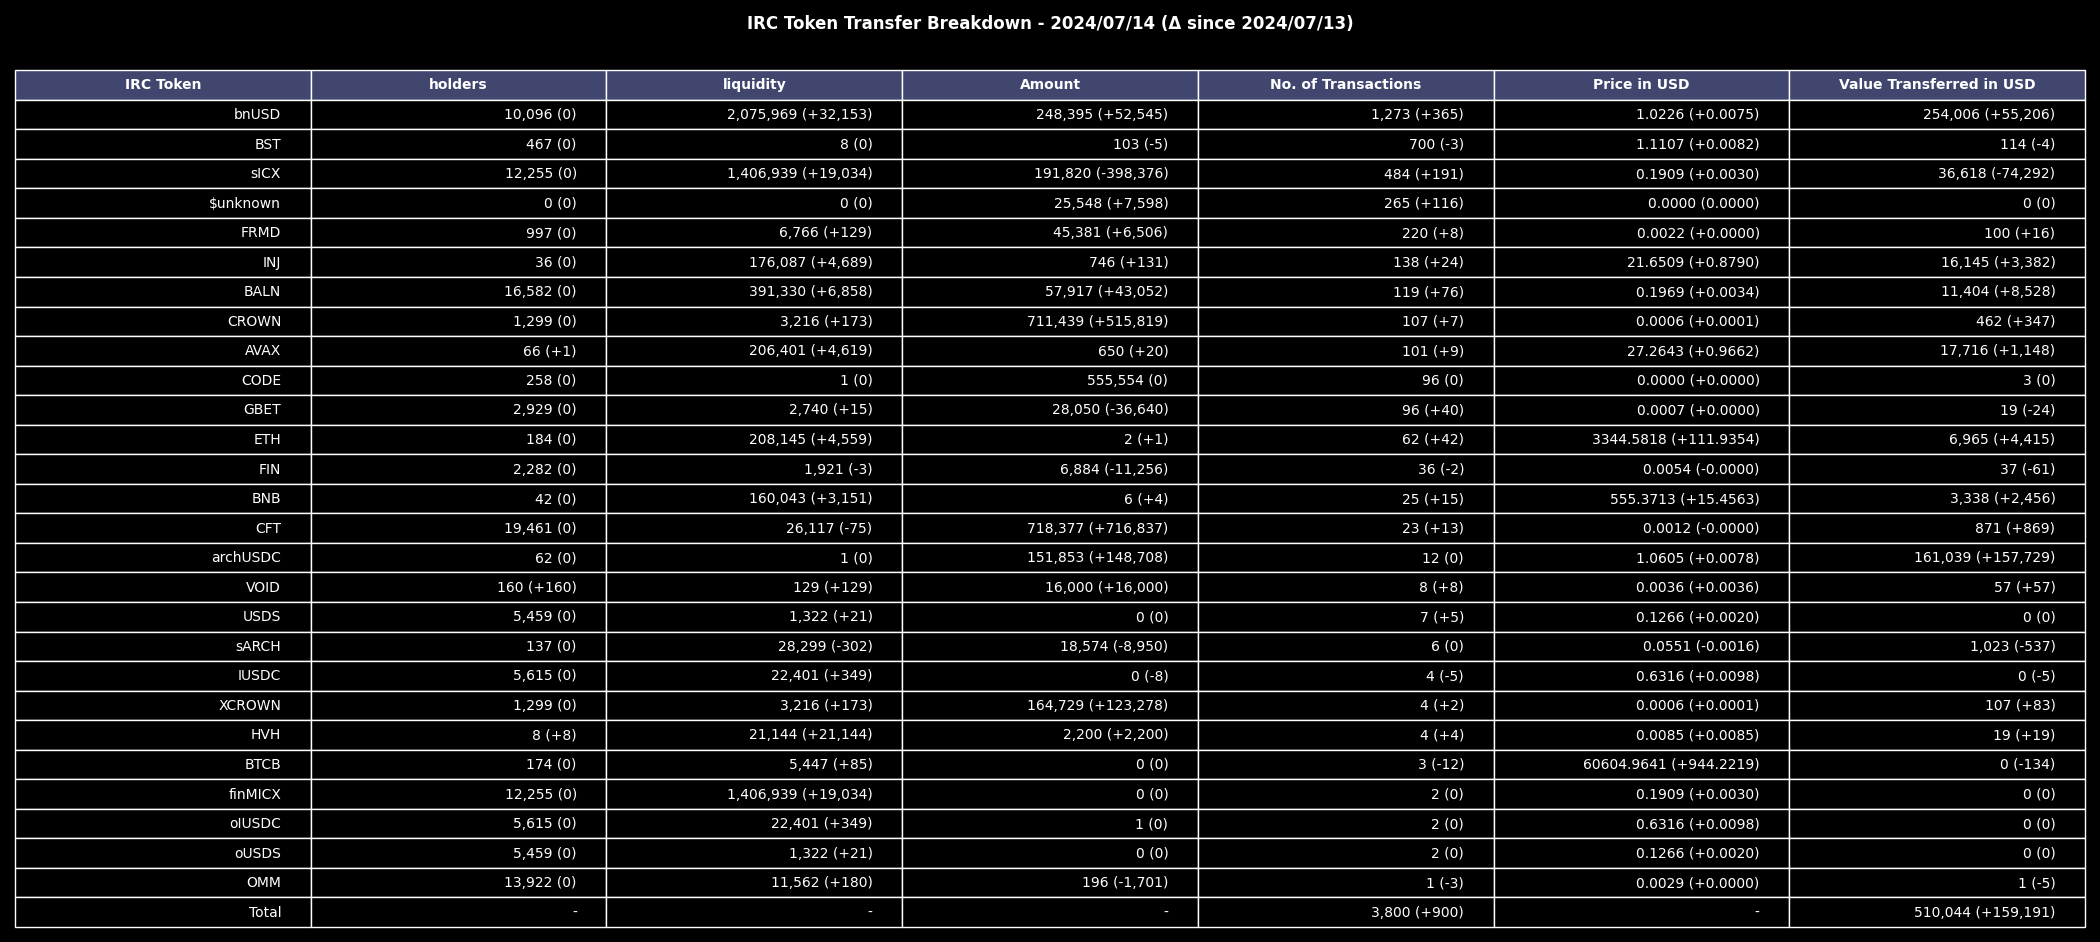 IRC Token Transfer Breakdown - 2024/07/14 (Δ since 2024/07/13)
IRC Token holders liquidity Amount No. of Transactions Price in USD Value Transferred in USD
bnUSD 10,096 (0) 2,075,969 (+32,153) 248,395 (+52,545) 1,273 (+365) 1.0226 (+0.0075) 254,006 (+55,206)
BST 467 (0) 8 (0) 103 (-5) 700 (-3) 1.1107 (+0.0082) 114 (-4)
sICX 12,255 (0) 1,406,939 (+19,034) 191,820 (-398,376) 484 (+191) 0.1909 (+0.0030) 36,618 (-74,292)
$unknown 0 (0) 0 (0) 25,548 (+7,598) 265 (+116) 0.0000 (0.0000) 0 (0)
FRMD 997 (0) 6,766 (+129) 45,381 (+6,506) 220 (+8) 0.0022 (+0.0000) 100 (+16)
INJ 36 (0) 176,087 (+4,689) 746 (+131) 138 (+24) 21.6509 (+0.8790) 16,145 (+3,382)
BALN 16,582 (0) 391,330 (+6,858) 57,917 (+43,052) 119 (+76) 0.1969 (+0.0034) 11,404 (+8,528)
CROWN 1,299 (0) 3,216 (+173) 711,439 (+515,819) 107 (+7) 0.0006 (+0.0001) 462 (+347)
AVAX 66 (+1) 206,401 (+4,619) 650 (+20) 101 (+9) 27.2643 (+0.9662) 17,716 (+1,148)
CODE 258 (0) 1 (0) 555,554 (0) 96 (0) 0.0000 (+0.0000) 3 (0)
GBET 2,929 (0) 2,740 (+15) 28,050 (-36,640) 96 (+40) 0.0007 (+0.0000) 19 (-24)
ETH 184 (0) 208,145 (+4,559) 2 (+1) 62 (+42) 3344.5818 (+111.9354) 6,965 (+4,415)
FIN 2,282 (0) 1,921 (-3) 6,884 (-11,256) 36 (-2) 0.0054 (-0.0000) 37 (-61)
BNB 42 (0) 160,043 (+3,151) 6 (+4) 25 (+15) 555.3713 (+15.4563) 3,338 (+2,456)
CFT 19,461 (0) 26,117 (-75) 718,377 (+716,837) 23 (+13) 0.0012 (-0.0000) 871 (+869)
archUSDC 62 (0) 1 (0) 151,853 (+148,708) 12 (0) 1.0605 (+0.0078) 161,039 (+157,729)
VOID 160 (+160) 129 (+129) 16,000 (+16,000) 8 (+8) 0.0036 (+0.0036) 57 (+57)
USDS 5,459 (0) 1,322 (+21) 0 (0) 7 (+5) 0.1266 (+0.0020) 0 (0)
sARCH 137 (0) 28,299 (-302) 18,574 (-8,950) 6 (0) 0.0551 (-0.0016) 1,023 (-537)
IUSDC 5,615 (0) 22,401 (+349) 0 (-8) 4 (-5) 0.6316 (+0.0098) 0 (-5)
XCROWN 1,299 (0) 3,216 (+173) 164,729 (+123,278) 4 (+2) 0.0006 (+0.0001) 107 (+83)
HVH 8 (+8) 21,144 (+21,144) 2,200 (+2,200) 4 (+4) 0.0085 (+0.0085) 19 (+19)
BTCB 174 (0) 5,447 (+85) 0 (0) 3 (-12) 60604.9641 (+944.2219) 0 (-134)
finMICX 12,255 (0) 1,406,939 (+19,034) 0 (0) 2 (0) 0.1909 (+0.0030) 0 (0)
oIUSDC 5,615 (0) 22,401 (+349) 1 (0) 2 (0) 0.6316 (+0.0098) 0 (0)
oUSDS 5,459 (0) 1,322 (+21) 0 (0) 2 (0) 0.1266 (+0.0020) 0 (0)
OMM 13,922 (0) 11,562 (+180) 196 (-1,701) 1 (-3) 0.0029 (+0.0000) 1 (-5)
Total - - - 3,800 (+900) - 510,044 (+159,191)